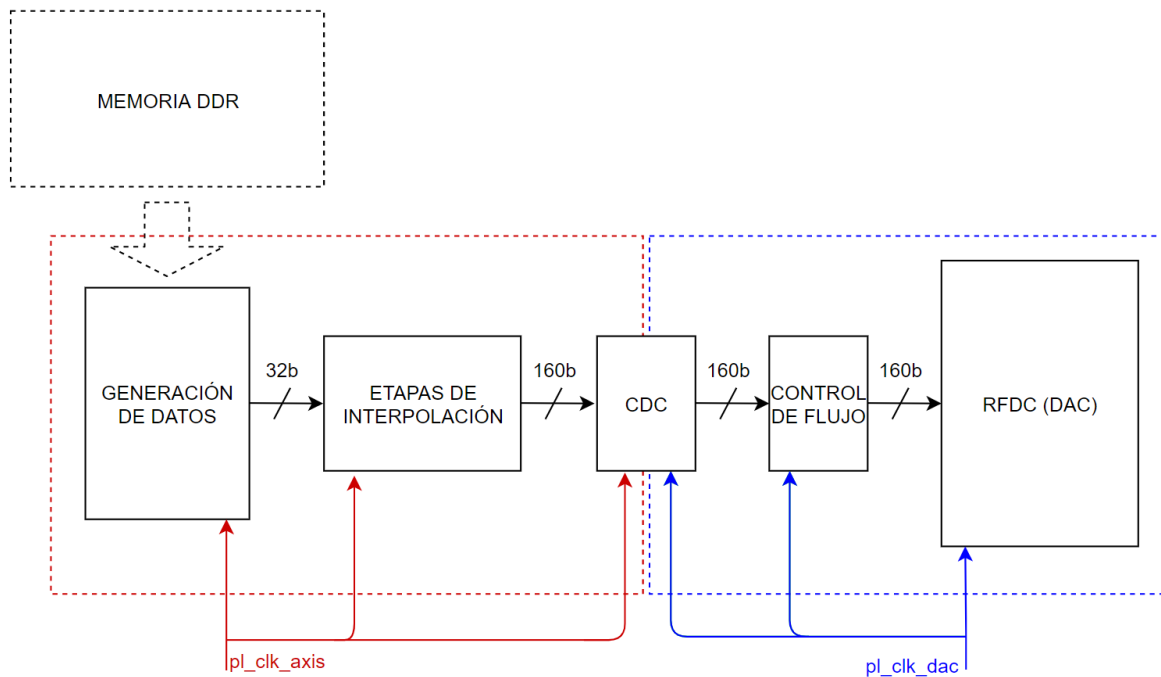 MEMORIA DDR
GENERACIÓN
DE DATOS
32b
ETAPAS DE
INTERPOLACIÓN
160b
CDC
160b
CONTROL
DE FLUJO
160b
RFDC (DAC)
pl_clk_axis
pl_clk_dac